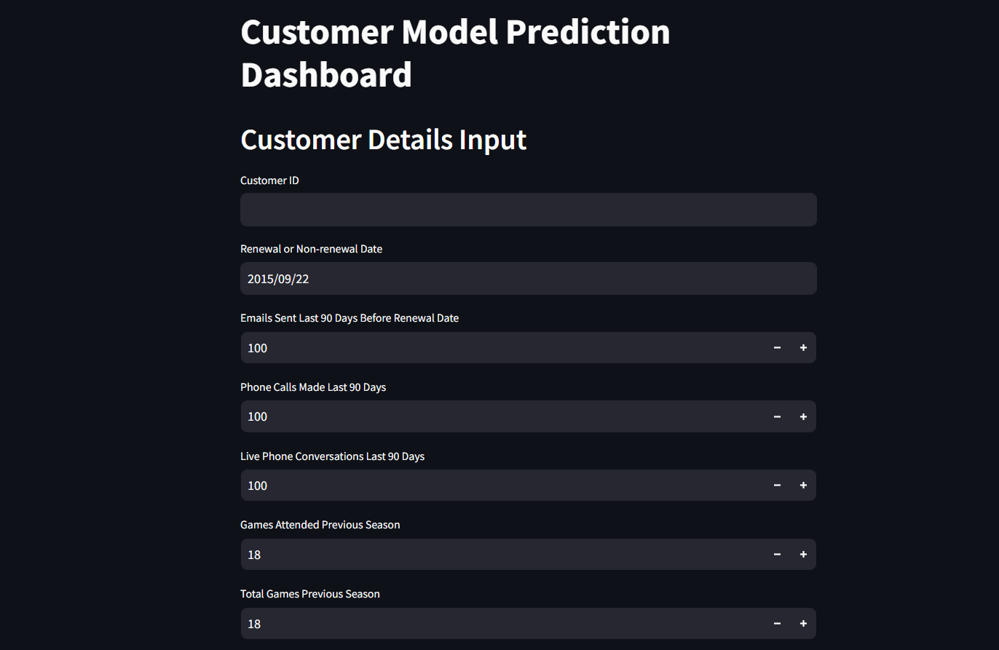 Customer Model Prediction
Dashboard
Customer Details Input
Customer ID
Renewal or Non-renewal Date
2015/09/22
Emails Sent Last 90 Days Before Renewal Date
100
Phone Calls Made Last 90 Days
100
Live Phone Conversations Last 90 Days
100
Games Attended Previous Season
18
Total Games Previous Season
18